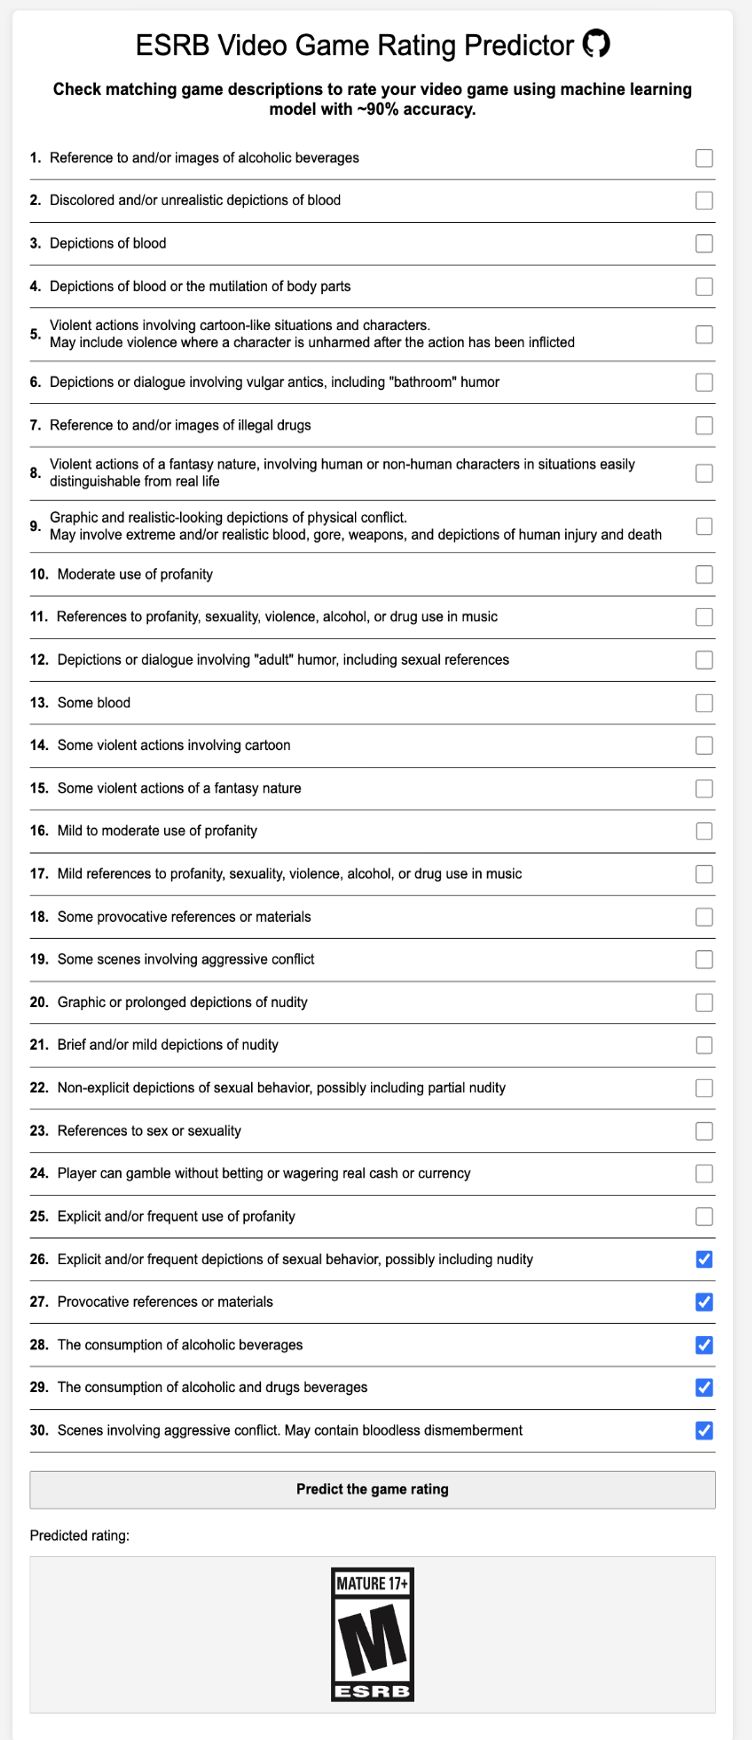 ESRB Video Game Rating Predictor
Check matching game descriptions to rate your video game using machine learning
model with ~90% accuracy.
1. Reference to and/or images of alcoholic beverages
2. Discolored and/or unrealistic depictions of blood
3. Depictions of blood
4. Depictions of blood or the mutilation of body parts
5. Violent actions involving cartoon-like situations and characters.
May include violence where a character is unharmed after the action has been inflicted
6. Depictions or dialogue involving vulgar antics, including "bathroom" humor
7. Reference to and/or images of illegal drugs
8. Violent actions of a fantasy nature, involving human or non-human characters in situations easily
distinguishable from real life
9. Graphic and realistic-looking depictions of physical conflict.
May involve extreme and/or realistic blood, gore, weapons, and depictions of human injury and death
10. Moderate use of profanity
11. References to profanity, sexuality, violence, alcohol, or drug use in music
12. Depictions or dialogue involving "adult" humor, including sexual references
13. Some blood
14. Some violent actions involving cartoon
15. Some violent actions of a fantasy nature
16. Mild to moderate use of profanity
17. Mild references to profanity, sexuality, violence, alcohol, or drug use in music
18. Some provocative references or materials
19. Some scenes involving aggressive conflict
20. Graphic or prolonged depictions of nudity
21. Brief and/or mild depictions of nudity
22. Non-explicit depictions of sexual behavior, possibly including partial nudity
23. References to sex or sexuality
24. Player can gamble without betting or wagering real cash or currency
25. Explicit and/or frequent use of profanity
26. Explicit and/or frequent depictions of sexual behavior, possibly including nudity
27. Provocative references or materials
28. The consumption of alcoholic beverages
29. The consumption of alcoholic and drugs beverages
30. Scenes involving aggressive conflict. May contain bloodless dismemberment
Predict the game rating
Predicted rating:
MATURE 17+
M
ESRB